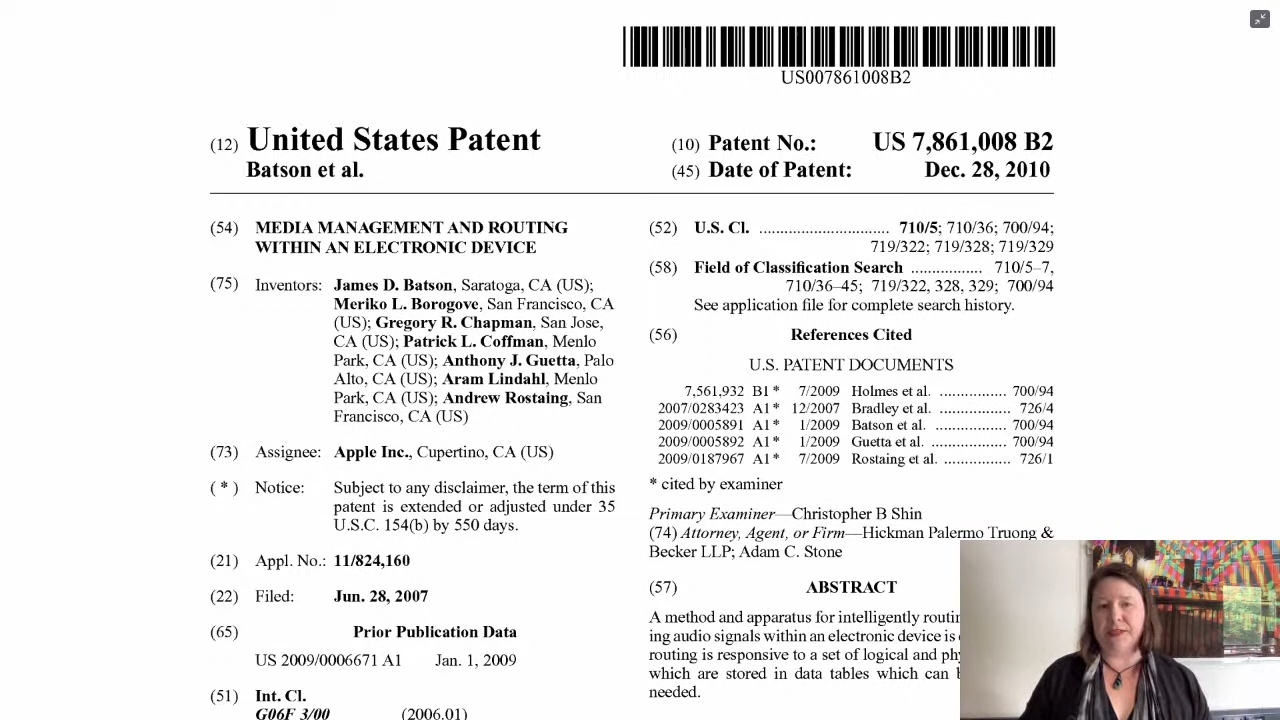 US007861008B2
(12) United States Patent
Batson et al.
(10) Patent No.: US 7,861,008 B2
(45) Date of Patent: Dec. 28, 2010
(54) MEDIA MANAGEMENT AND ROUTING
WITHIN AN ELECTRONIC DEVICE
(75) Inventors: James D. Batson, Saratoga, CA (US);
Meriko L. Borogove, San Francisco, CA
(US); Gregory R. Chapman, San Jose,
CA (US); Patrick L. Coffman, Menlo
Park, CA (US); Anthony J. Guetta, Palo
Alto, CA (US); Aram Lindahl, Menlo
Park, CA (US); Andrew Rostaing, San
Francisco, CA (US)
(73) Assignee: Apple Inc., Cupertino, CA (US)
( * ) Notice: Subject to any disclaimer, the term of this
patent is extended or adjusted under 35
U.S.C. 154(b) by 550 days.
(21) Appl. No.: 11/824,160
(22) Filed: Jun. 28, 2007
(65) Prior Publication Data
US 2009/0006671 A1 Jan. 1, 2009
(51) Int. Cl.
G06F 3/00 (2006.01)
(52) U.S. Cl. ............................... 710/5; 710/36; 700/94;
719/322; 719/328; 719/329
(58) Field of Classification Search ................. 710/5–7,
710/36–45; 719/322, 328, 329; 700/94
See application file for complete search history.
(56) References Cited
U.S. PATENT DOCUMENTS
7,561,932 B1 * 7/2009 Holmes et al. ................ 700/94
2007/0283423 A1 * 12/2007 Bradley et al. ................ 726/4
2009/0005891 A1 * 1/2009 Batson et al. ................. 700/94
2009/0005892 A1 * 1/2009 Guetta et al. .................. 700/94
2009/0187967 A1 * 7/2009 Rostaing et al. ............... 726/1
* cited by examiner
Primary Examiner—Christopher B Shin
(74) Attorney, Agent, or Firm—Hickman Palermo Truong &
Becker LLP; Adam C. Stone
(57) ABSTRACT
A method and apparatus for intelligently
ing audio signals within an electronic device is
routing is responsive to a set of logical and
which are stored in data tables which can
needed.